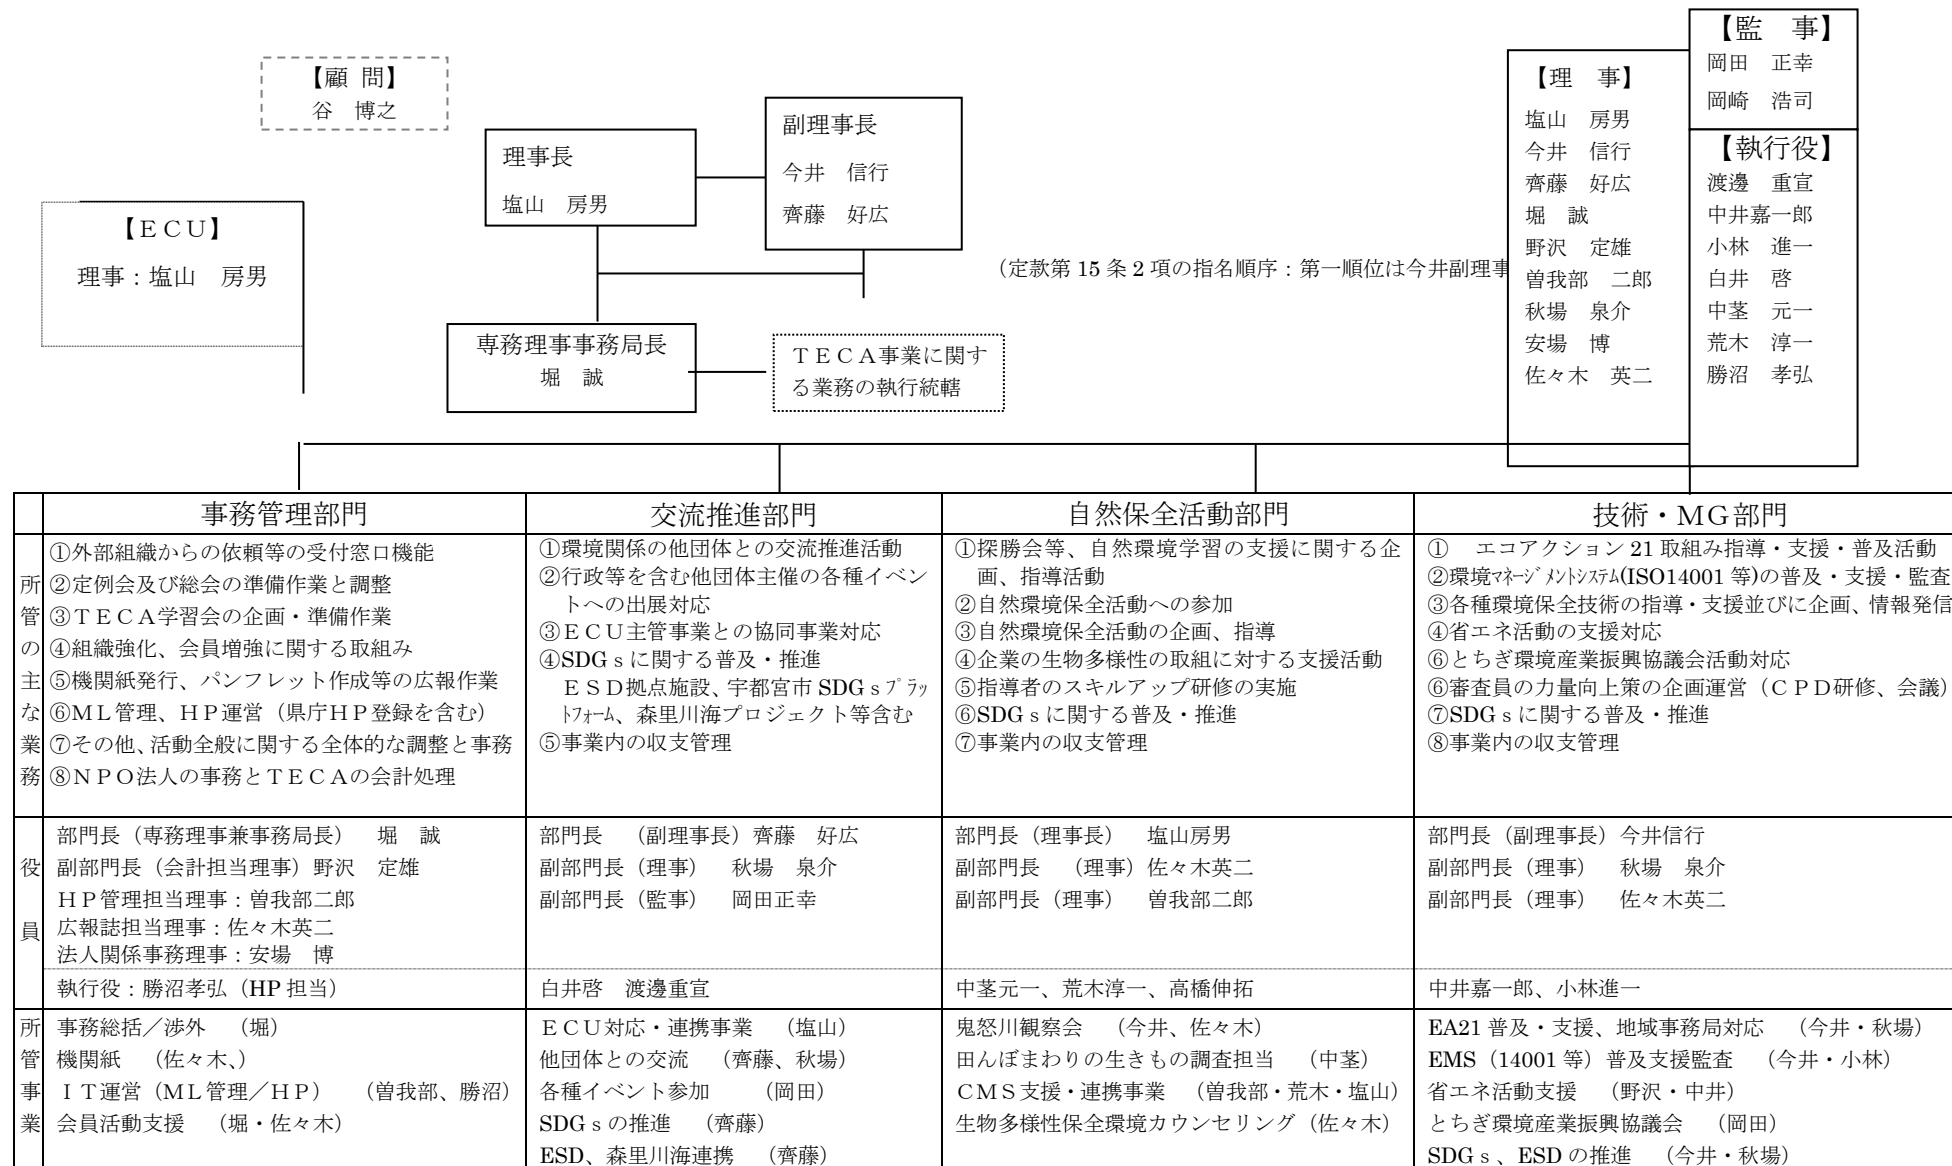 【顧 問】
谷 博之
理事長
塩山 房男
副理事長
今井 信行
齊藤 好広
【ＥＣＵ】
理事：塩山 房男
（定款第 15 条 2 項の指名順序：第一順位は今井副理事
専務理事事務局長
堀 誠
ＴＥＣＡ事業に関す
る業務の執行統轄
【理 事】
塩山 房男
今井 信行
齊藤 好広
堀 誠
野沢 定雄
曽我部 二郎
秋場 泉介
安場 博
佐々木 英二
【監 事】
岡田 正幸
岡崎 浩司
【執行役】
渡邊 重宣
中井嘉一郎
小林 進一
白井 啓
中茎 元一
荒木 淳一
勝沼 孝弘
事務管理部門
交流推進部門
自然保全活動部門
技術・ＭＧ部門
所管の主な業務
①外部組織からの依頼等の受付窓口機能
②定例会及び総会の準備作業と調整
③ＴＥＣＡ学習会の企画・準備作業
④組織強化、会員増強に関する取組み
⑤機関紙発行、パンフレット作成等の広報作業
⑥ＭＬ管理、ＨＰ運営（県庁ＨＰ登録を含む）
⑦その他、活動全般に関する全体的な調整と事務
⑧ＮＰＯ法人の事務とＴＥＣＡの会計処理
①環境関係の他団体との交流推進活動
②行政等を含む他団体主催の各種イベン
トへの出展対応
③ＥＣＵ主管事業との協同事業対応
④SDGｓに関する普及・推進
ＥＳＤ拠点施設、宇都宮市 SDGｓﾌﾟﾗｯ
ﾄﾌｫｰﾑ、森里川海プロジェクト等含む
⑤事業内の収支管理
①探勝会等、自然環境学習の支援に関する企
画、指導活動
②自然環境保全活動への参加
③自然環境保全活動の企画、指導
④企業の生物多様性の取組に対する支援活動
⑤指導者のスキルアップ研修の実施
⑥SDGｓに関する普及・推進
⑦事業内の収支管理
① エコアクション 21 取組み指導・支援・普及活動
②環境ﾏﾈｰｼﾞﾒﾝﾄｼｽﾃﾑ(ISO14001 等)の普及・支援・監査
③各種環境保全技術の指導・支援並びに企画、情報発信
④省エネ活動の支援対応
⑥とちぎ環境産業振興協議会活動対応
⑥審査員の力量向上策の企画運営（ＣＰＤ研修、会議）
⑦SDGｓに関する普及・推進
⑧事業内の収支管理
役員
部門長（専務理事兼事務局長） 堀 誠
副部門長（会計担当理事）野沢 定雄
ＨＰ管理担当理事：曽我部二郎
広報誌担当理事：佐々木英二
法人関係事務理事：安場 博
部門長 （副理事長）齊藤 好広
副部門長（理事） 秋場 泉介
副部門長（監事） 岡田正幸
部門長（理事長） 塩山房男
副部門長 （理事）佐々木英二
副部門長（理事） 曽我部二郎
部門長（副理事長）今井信行
副部門長（理事） 秋場 泉介
副部門長（理事） 佐々木英二
執行役：勝沼孝弘（HP 担当）
白井啓 渡邊重宣
中茎元一、荒木淳一、高橋伸拓
中井嘉一郎、小林進一
所管事業
事務総括／渉外 （堀）
機関紙 （佐々木、）
ＩＴ運営（ＭＬ管理／ＨＰ） （曽我部、勝沼）
会員活動支援 （堀・佐々木）
ＥＣＵ対応・連携事業 （塩山）
他団体との交流 （齊藤、秋場）
各種イベント参加 （岡田）
SDGｓの推進 （齊藤）
ESD、森里川海連携 （齊藤）
鬼怒川観察会 （今井、佐々木）
田んぼまわりの生きもの調査担当 （中茎）
ＣＭＳ支援・連携事業 （曽我部・荒木・塩山）
生物多様性保全環境カウンセリング（佐々木）
EA21 普及・支援、地域事務局対応 （今井・秋場）
EMS（14001 等）普及支援監査 （今井・小林）
省エネ活動支援 （野沢・中井）
とちぎ環境産業振興協議会 （岡田）
SDGｓ、ESD の推進 （今井・秋場）